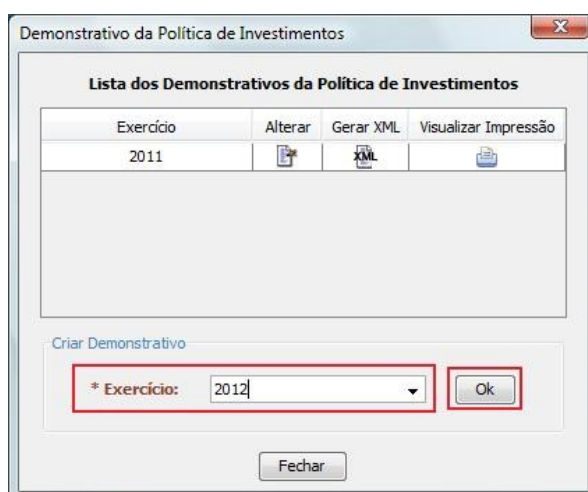 Demonstrativo da Política de Investimentos
Lista dos Demonstrativos da Política de Investimentos
Exercício Alterar Gerar XML Visualizar Impressão
2011 XML
Criar Demonstrativo
* Exercício: 2012 Ok
Fechar